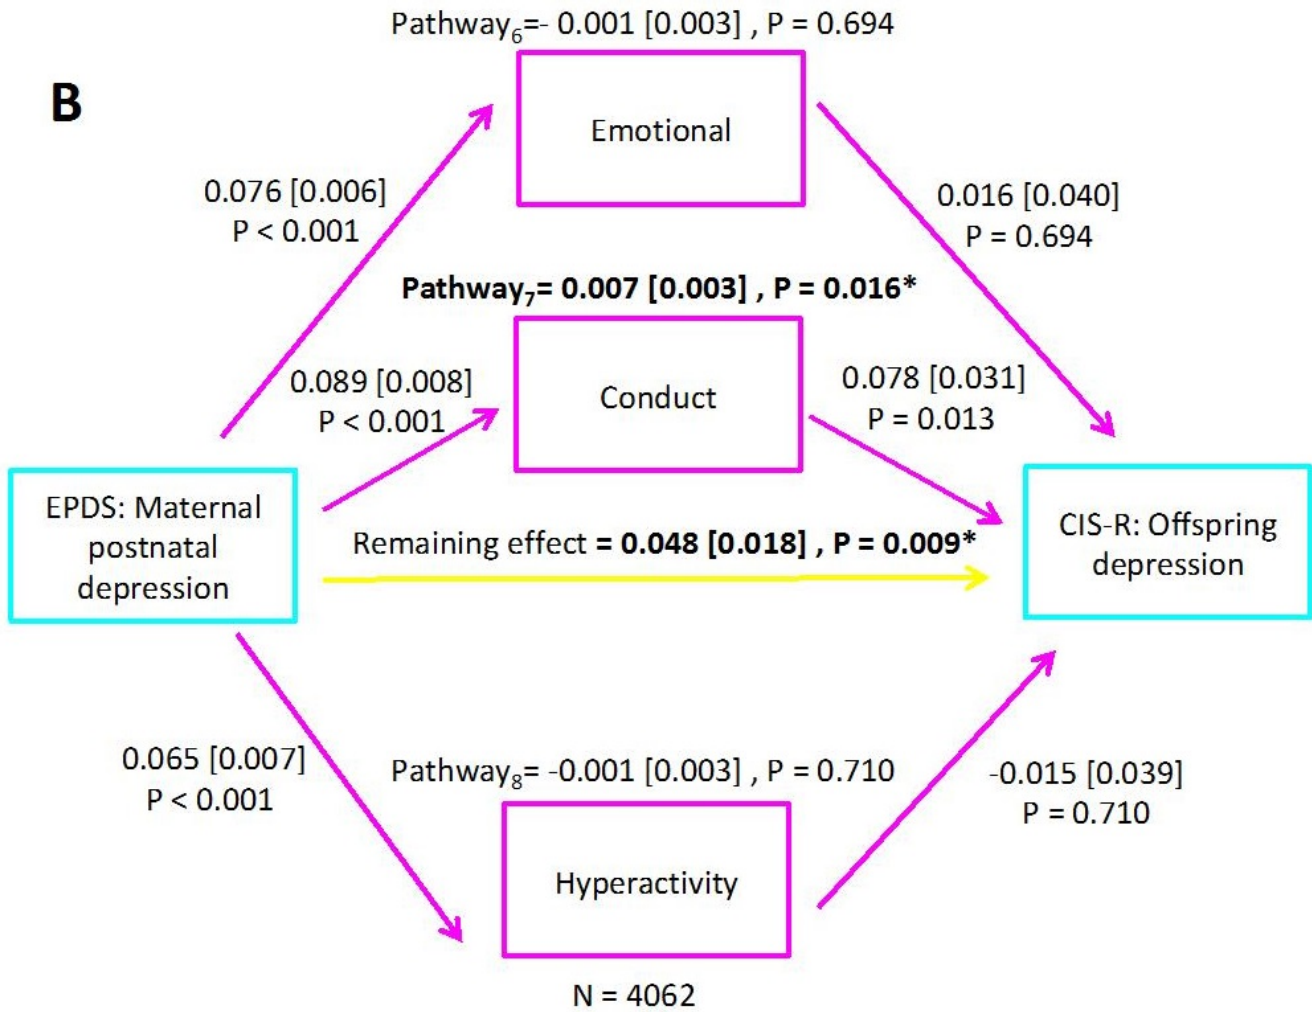 Pathway₆=- 0.001 [0.003] , P = 0.694
B
Emotional
0.076 [0.006]
P < 0.001
0.016 [0.040]
P = 0.694
Pathway₇= 0.007 [0.003] , P = 0.016*
0.089 [0.008]
P < 0.001
Conduct
0.078 [0.031]
P = 0.013
EPDS: Maternal
postnatal
depression
Remaining effect = 0.048 [0.018] , P = 0.009*
CIS-R: Offspring
depression
0.065 [0.007]
P < 0.001
Pathway₈= -0.001 [0.003] , P = 0.710
-0.015 [0.039]
P = 0.710
Hyperactivity
N = 4062